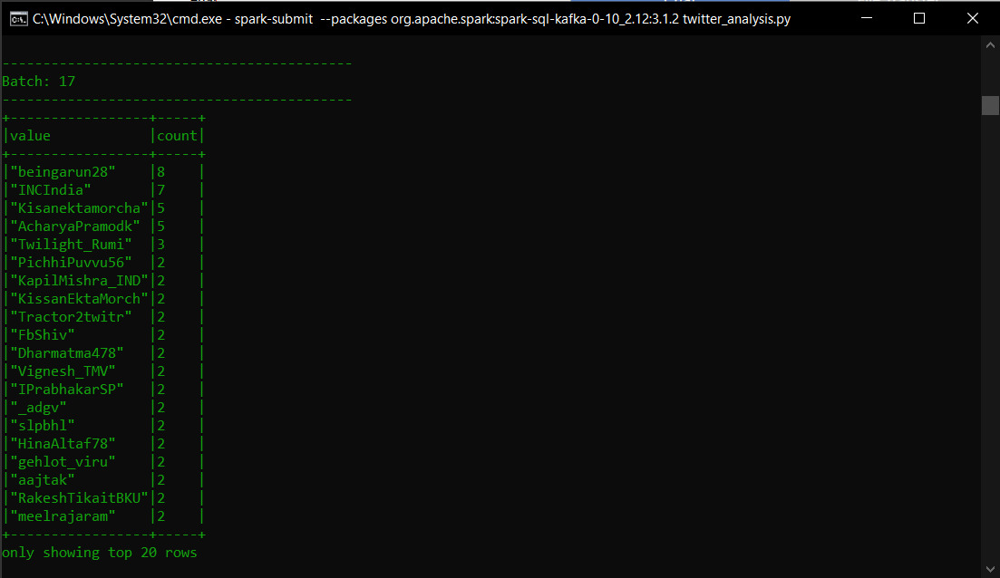 C:\Windows\System32\cmd.exe - spark-submit  --packages org.apache.spark:spark-sql-kafka-0-10_2.12:3.1.2 twitter_analysis.py
-------------------------------------------
Batch: 17
-------------------------------------------
+-----------------+-----+
|value            |count|
+-----------------+-----+
|"beingarun28"    |8    |
|"INCIndia"       |7    |
|"Kisanektamorcha"|5    |
|"AcharyaPramodk" |5    |
|"Twilight_Rumi"  |3    |
|"PichhiPuvvu56"  |2    |
|"KapilMishra_IND"|2    |
|"KissanEktaMorch"|2    |
|"Tractor2twitr"  |2    |
|"FbShiv"         |2    |
|"Dharmatma478"   |2    |
|"Vignesh_TMV"    |2    |
|"IPrabhakarSP"   |2    |
|"_adgv"          |2    |
|"slpbhl"         |2    |
|"HinaAltaf78"    |2    |
|"gehlot_viru"    |2    |
|"aajtak"         |2    |
|"RakeshTikaitBKU"|2    |
|"meelrajaram"    |2    |
+-----------------+-----+
only showing top 20 rows